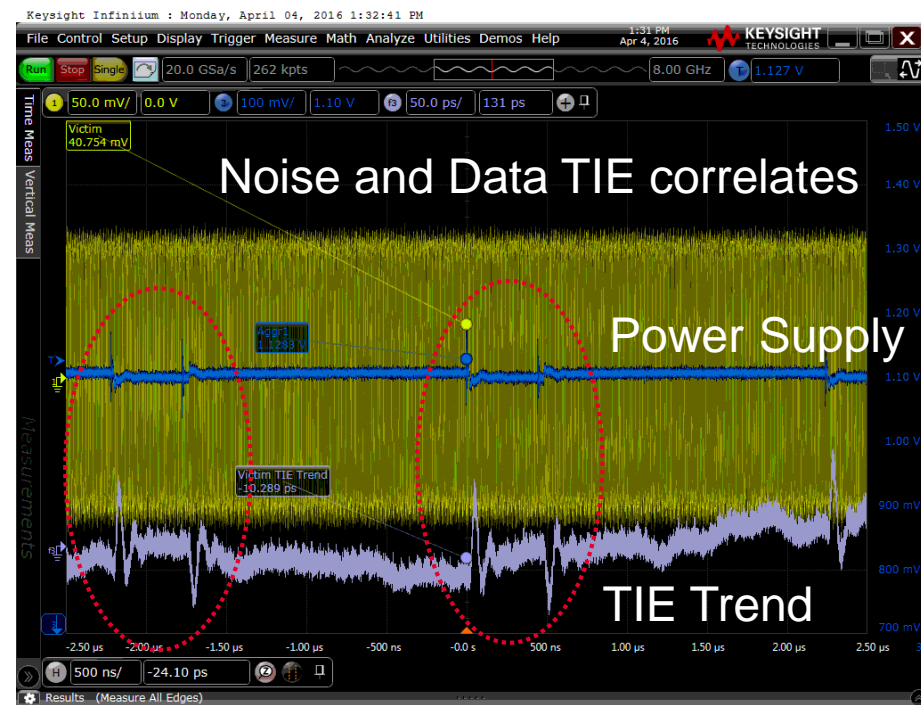 Keysight Infiniium : Monday, April 04, 2016 1:32:41 PM
File Control Setup Display Trigger Measure Math Analyze Utilities Demos Help
1:31 PM
Apr 4, 2016
KEYSIGHT
TECHNOLOGIES
Run Stop Single 20.0 GSa/s 262 kpts 8.00 GHz T 1.127 V
1 50.0 mV/ 0.0 V 3 100 mV/ 1.10 V f3 50.0 ps/ 131 ps
Time Meas
Vertical Meas
Measurements
Victim
40.754 mV
1.50 V
Noise and Data TIE correlates
1.40 V
1.30 V
1.20 V
Aggr1
1.1283 V
Power Supply
T
1.10 V
1.00 V
Victim TIE Trend
-10.289 ps
900 mV
f3
800 mV
TIE Trend
700 mV
-2.50 µs -2.00 µs -1.50 µs -1.00 µs -500 ns -0.0 s 500 ns 1.00 µs 1.50 µs 2.00 µs 2.50 µs
H 500 ns/ -24.10 ps
Results (Measure All Edges)